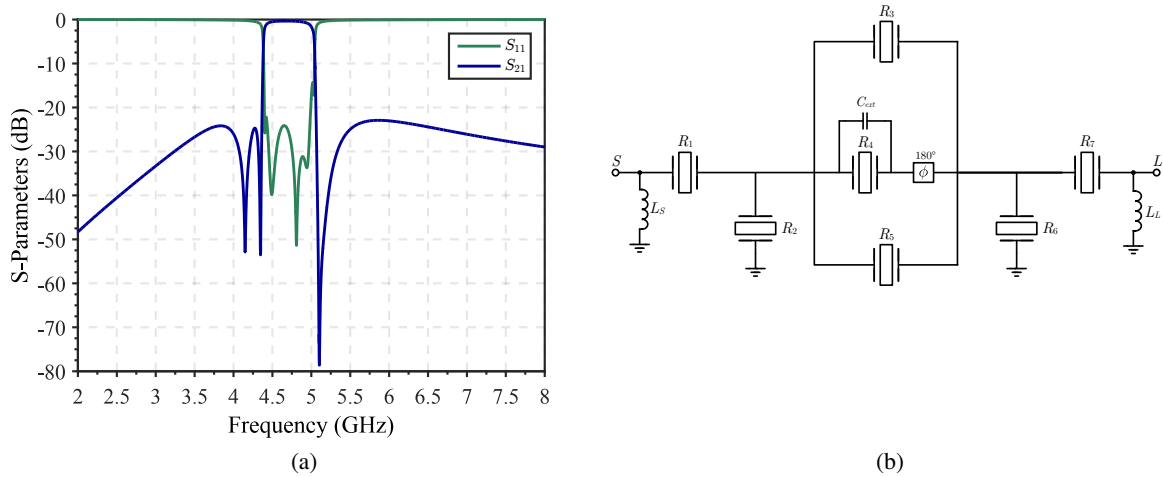 0
-10
-20
-30
-40
-50
-60
-70
-80
S-Parameters (dB)
2 2.5 3 3.5 4 4.5 5 5.5 6 6.5 7 7.5 8
Frequency (GHz)
S11
S21
(a)
R3
Cext
R1
R4
180°
ϕ
R7
S
L
LS
R2
R5
R6
LL
(b)